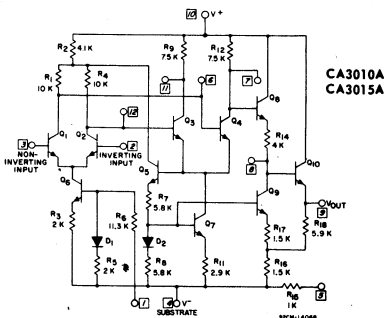 10 V+
R2 4.1K
R9 7.5K
R12 7.5K
R1 10K
R4 10K
11
6
7
CA3010A
CA3015A
Q8
12
Q1
Q2
Q3
Q4
R14 4K
3
NON-INVERTING INPUT
2
INVERTING INPUT
Q5
8
Q10
Q6
R7 5.8K
Q9
9 VOUT
R3 2K
R6 11.3K
Q7
R17 1.5K
R18 5.9K
D1
D2
R5 2K
R8 5.8K
R11 2.9K
R16 1.5K
R15 1K
1
4 V-
SUBSTRATE
5
92CM-14068